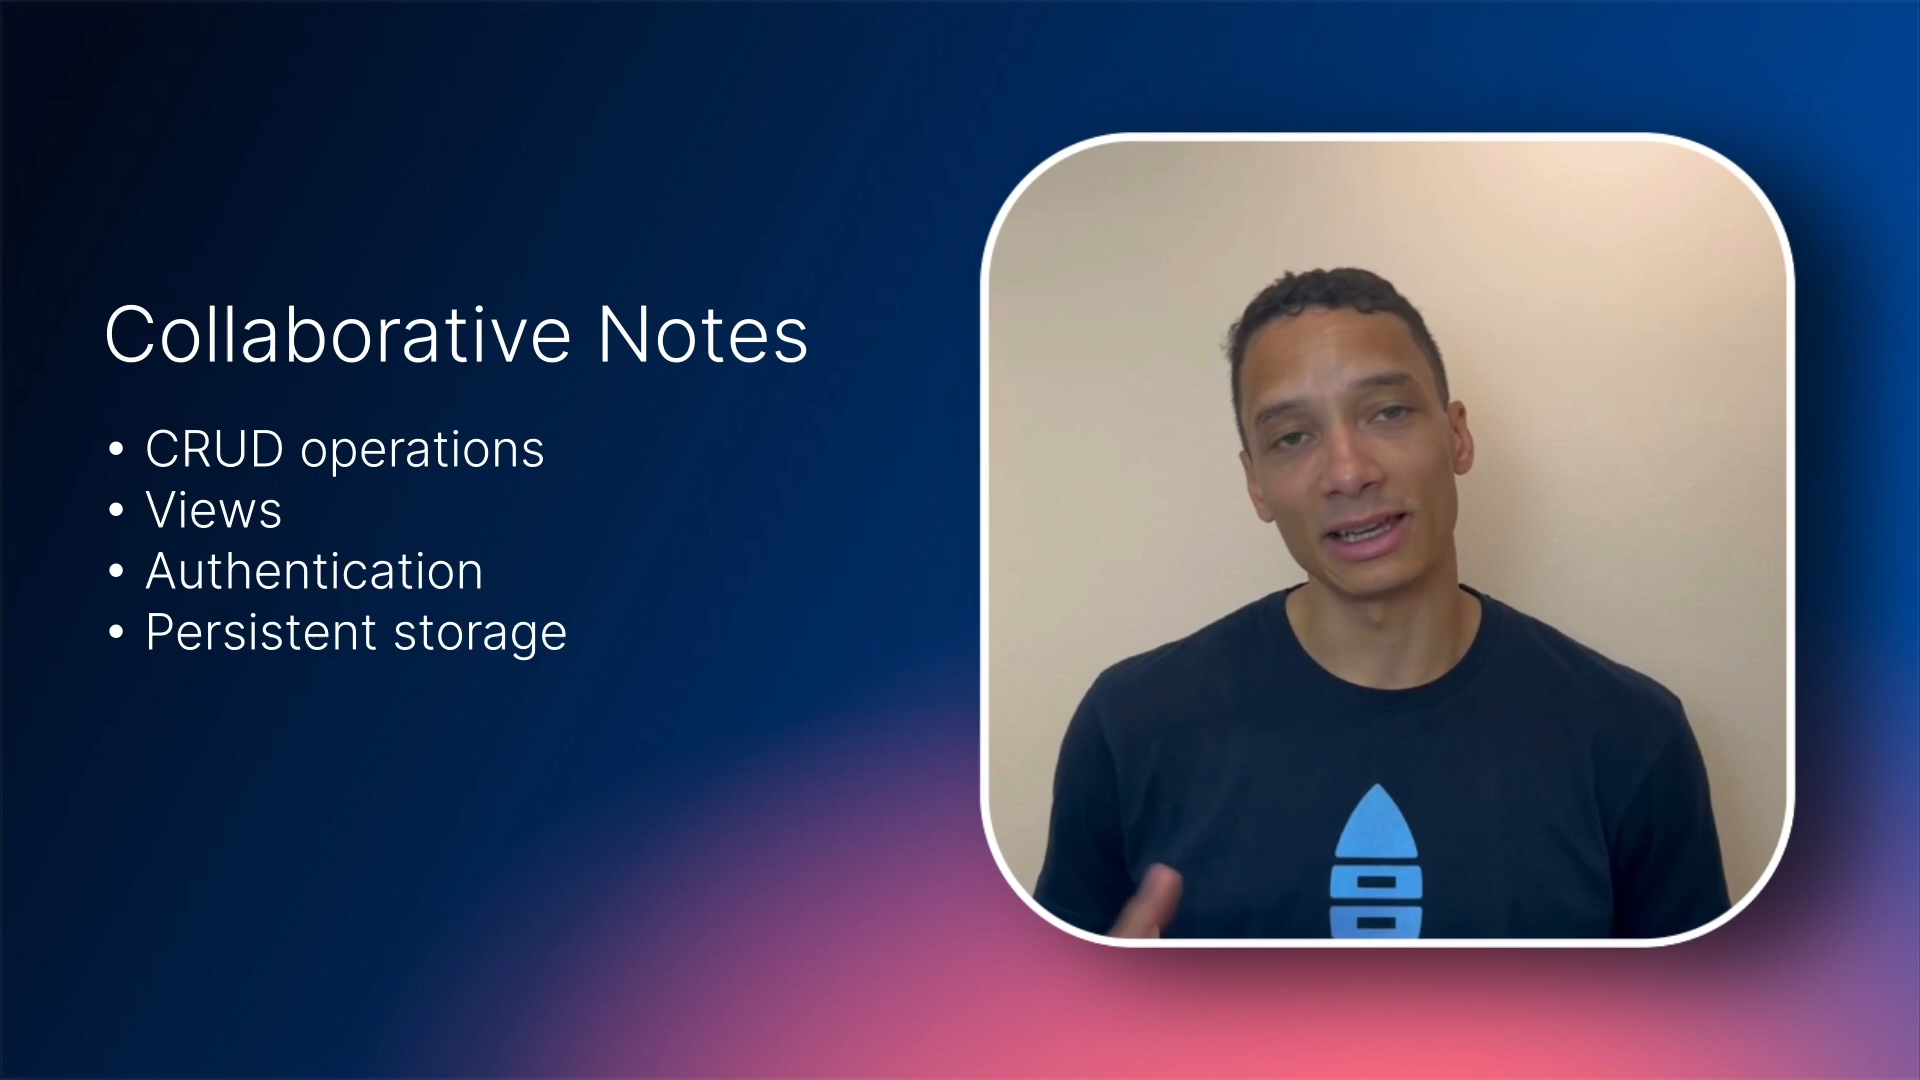 Collaborative Notes
• CRUD operations
• Views
• Authentication
• Persistent storage